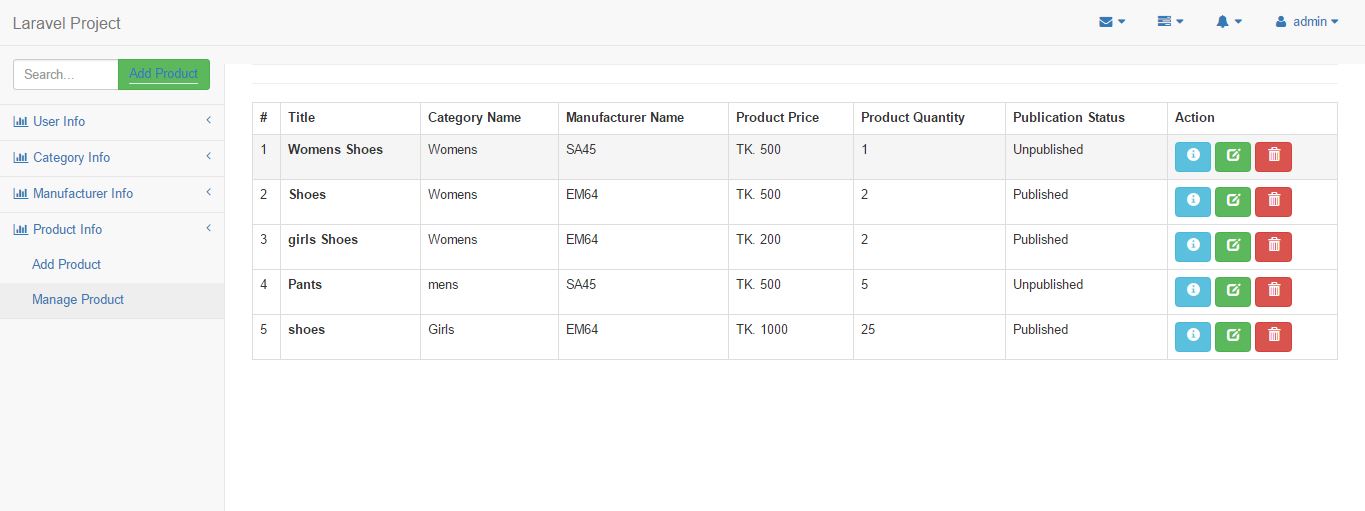 Laravel Project
admin
Search...
Add Product
User Info
Category Info
Manufacturer Info
Product Info
Add Product
Manage Product
# Title Category Name Manufacturer Name Product Price Product Quantity Publication Status Action
1 Womens Shoes Womens SA45 TK. 500 1 Unpublished
2 Shoes Womens EM64 TK. 500 2 Published
3 girls Shoes Womens EM64 TK. 200 2 Published
4 Pants mens SA45 TK. 500 5 Unpublished
5 shoes Girls EM64 TK. 1000 25 Published